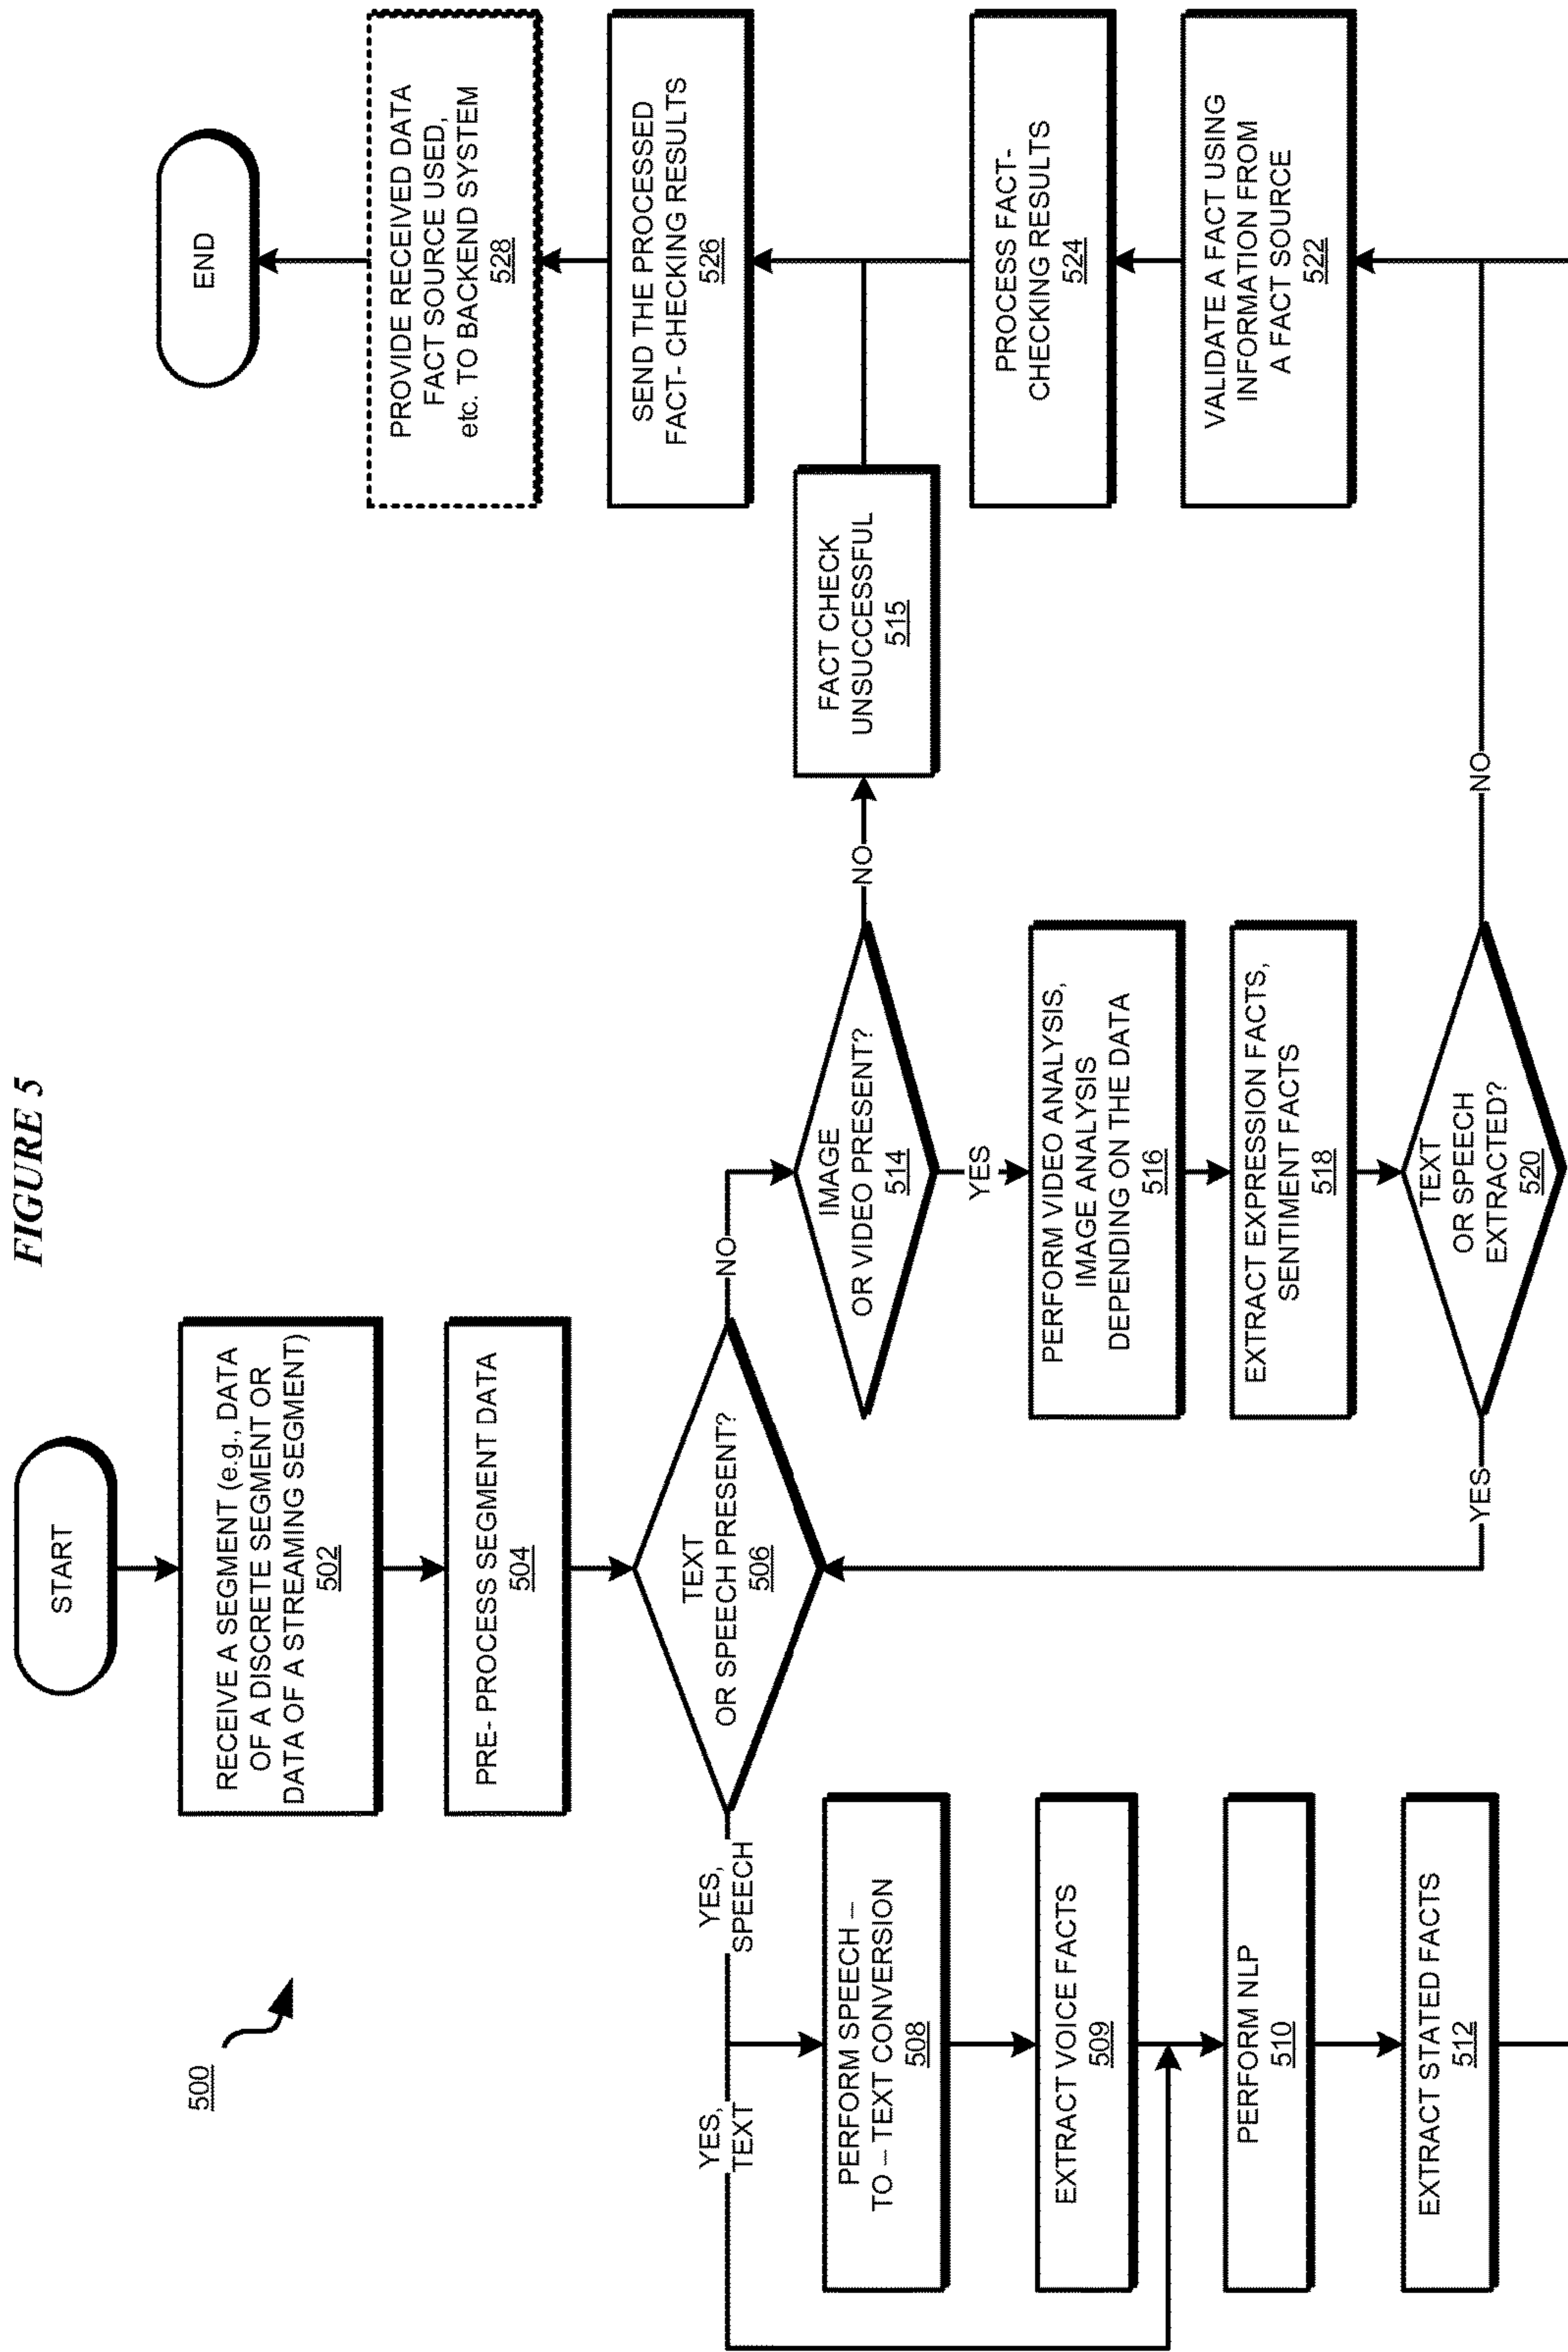 FIGURE 5
500
START
RECEIVE A SEGMENT (e.g., DATA
OF A DISCRETE SEGMENT OR
DATA OF A STREAMING SEGMENT)
502
PRE- PROCESS SEGMENT DATA
504
TEXT
OR SPEECH PRESENT?
506
YES,
TEXT
YES,
SPEECH
NO
PERFORM SPEECH –
TO – TEXT CONVERSION
508
EXTRACT VOICE FACTS
509
PERFORM NLP
510
EXTRACT STATED FACTS
512
IMAGE
OR VIDEO PRESENT?
514
NO
YES
FACT CHECK
UNSUCCESSFUL
515
PERFORM VIDEO ANALYSIS,
IMAGE ANALYSIS
DEPENDING ON THE DATA
516
EXTRACT EXPRESSION FACTS,
SENTIMENT FACTS
518
TEXT
OR SPEECH
EXTRACTED?
520
YES
NO
END
PROVIDE RECEIVED DATA
FACT SOURCE USED,
etc. TO BACKEND SYSTEM
528
SEND THE PROCESSED
FACT- CHECKING RESULTS
526
PROCESS FACT-
CHECKING RESULTS
524
VALIDATE A FACT USING
INFORMATION FROM
A FACT SOURCE
522